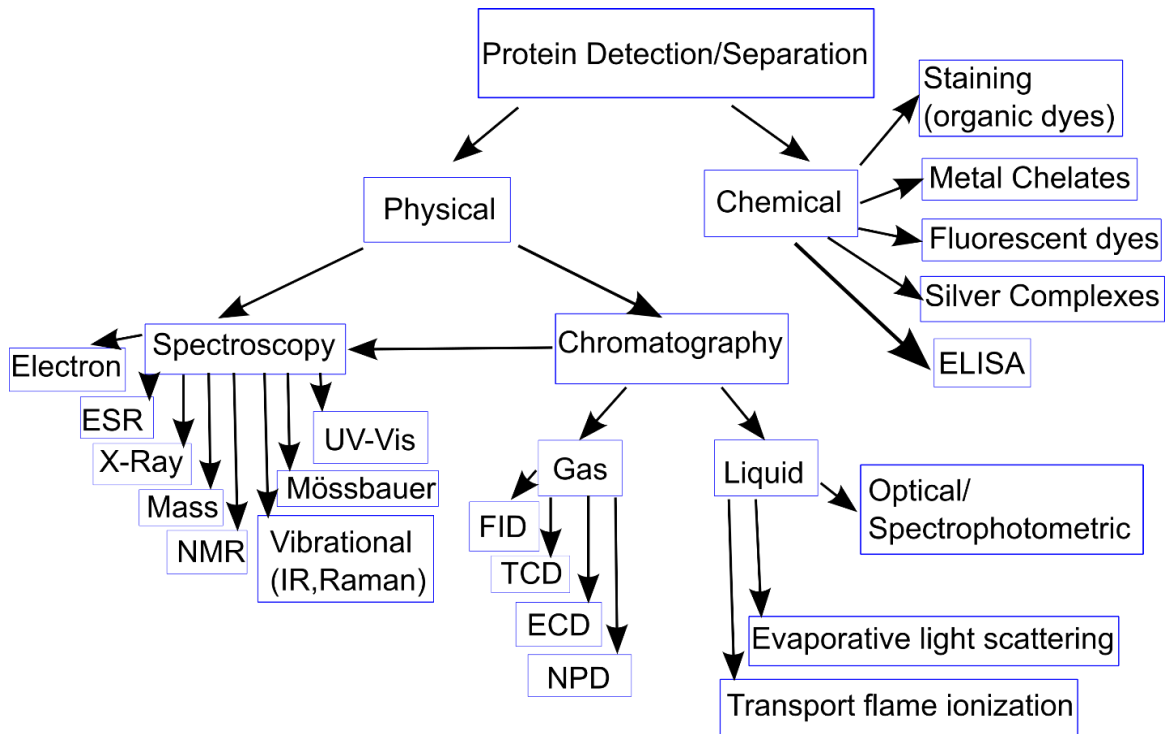 Protein Detection/Separation
Staining
(organic dyes)
Metal Chelates
Physical
Chemical
Fluorescent dyes
Silver Complexes
Spectroscopy
Chromatography
Electron
ELISA
ESR
UV-Vis
X-Ray
Gas
Liquid
Mass
Mössbauer
Optical/
Spectrophotometric
FID
NMR
Vibrational
(IR,Raman)
TCD
ECD
Evaporative light scattering
NPD
Transport flame ionization